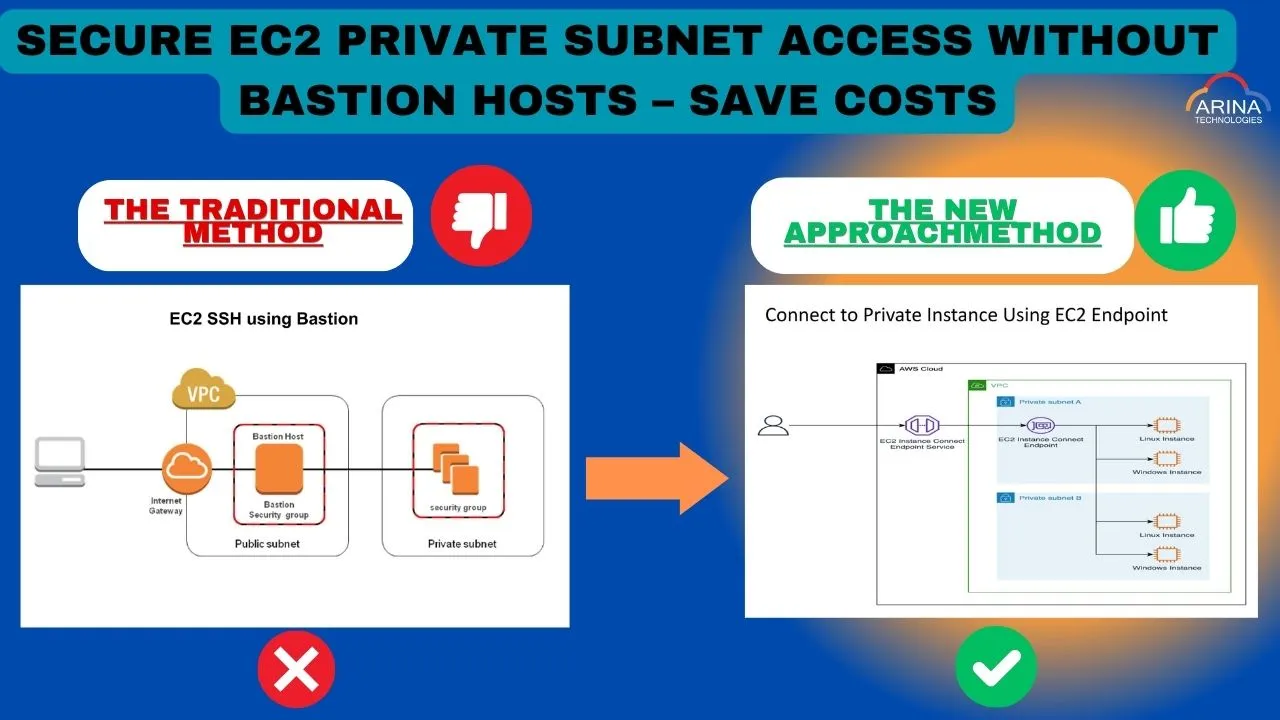 SECURE EC2 PRIVATE SUBNET ACCESS WITHOUT
BASTION HOSTS – SAVE COSTS
ARINA
TECHNOLOGIES
THE TRADITIONAL
METHOD
THE NEW
APPROACHMETHOD
EC2 SSH using Bastion
VPC
Bastion Host
Internet
Gateway
Bastion
Security group
security group
Public subnet
Private subnet
Connect to Private Instance Using EC2 Endpoint
AWS Cloud
VPC
Private subnet A
EC2 Instance Connect
Endpoint Service
EC2 Instance Connect
Endpoint
Linux Instance
Windows Instance
Private subnet B
Linux Instance
Windows Instance